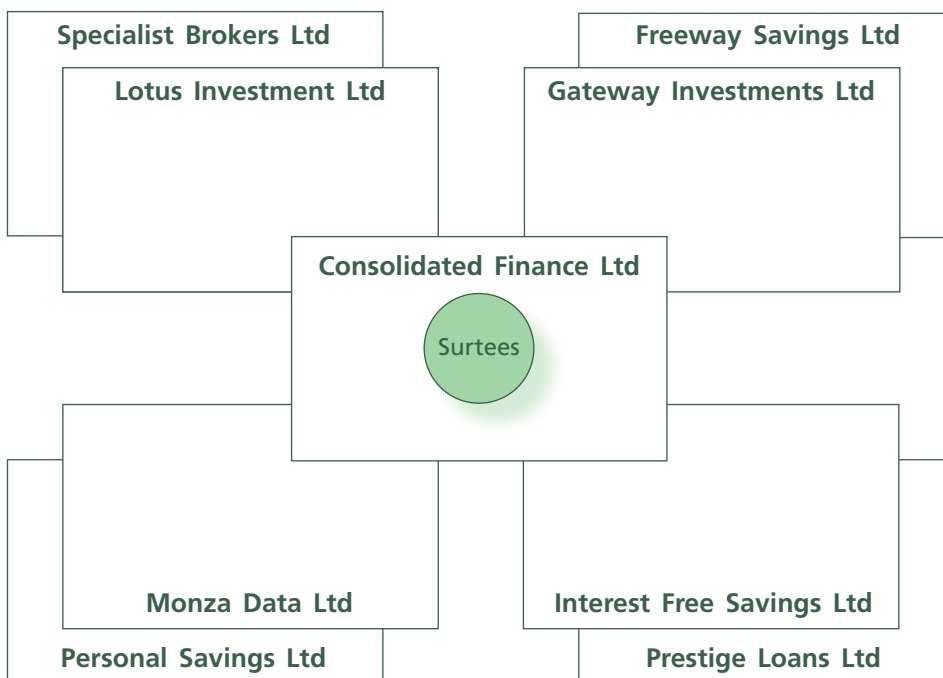 Specialist Brokers Ltd
Freeway Savings Ltd
Lotus Investment Ltd
Gateway Investments Ltd
Consolidated Finance Ltd
Surtees
Monza Data Ltd
Interest Free Savings Ltd
Personal Savings Ltd
Prestige Loans Ltd